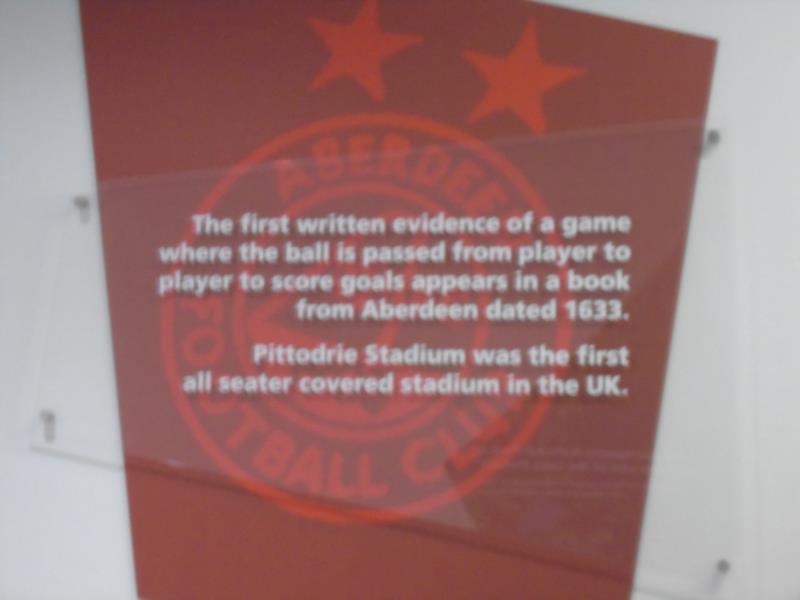 ABERDEEN
The first written evidence of a game
where the ball is passed from player to
player to score goals appears in a book
from Aberdeen dated 1633.
Pittodrie Stadium was the first
all seater covered stadium in the UK.
FOOTBALL CLUB